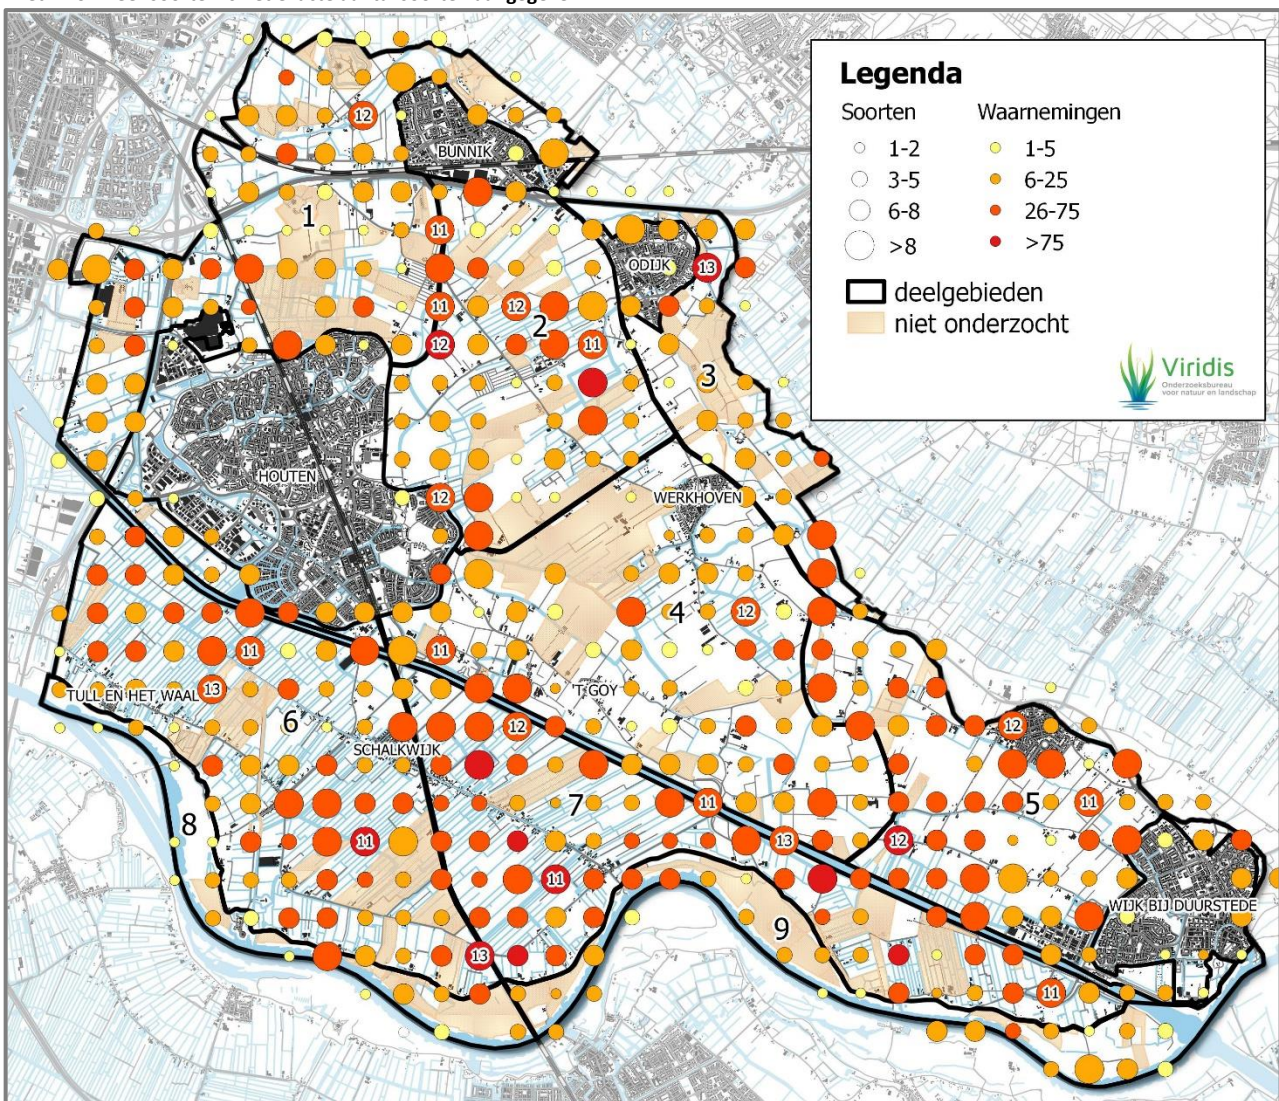 Legenda
Soorten Waarnemingen
1-2 1-5
3-5 6-25
6-8 26-75
>8 >75
deelgebieden
niet onderzocht
Viridis
Onderzoeksbureau
voor natuur en landschap
12
BUNNIK
1
11
ODIJK
13
11
12
2
12
11
3
HOUTEN
12
WERKHOVEN
4
12
11
11
13
TULL EN HET WAAL
'T GOY
6
12
12
SCHALKWIJK
7
11
5
11
8
11
13
12
11
WIJK BIJ DUURSTEDE
9
13
11